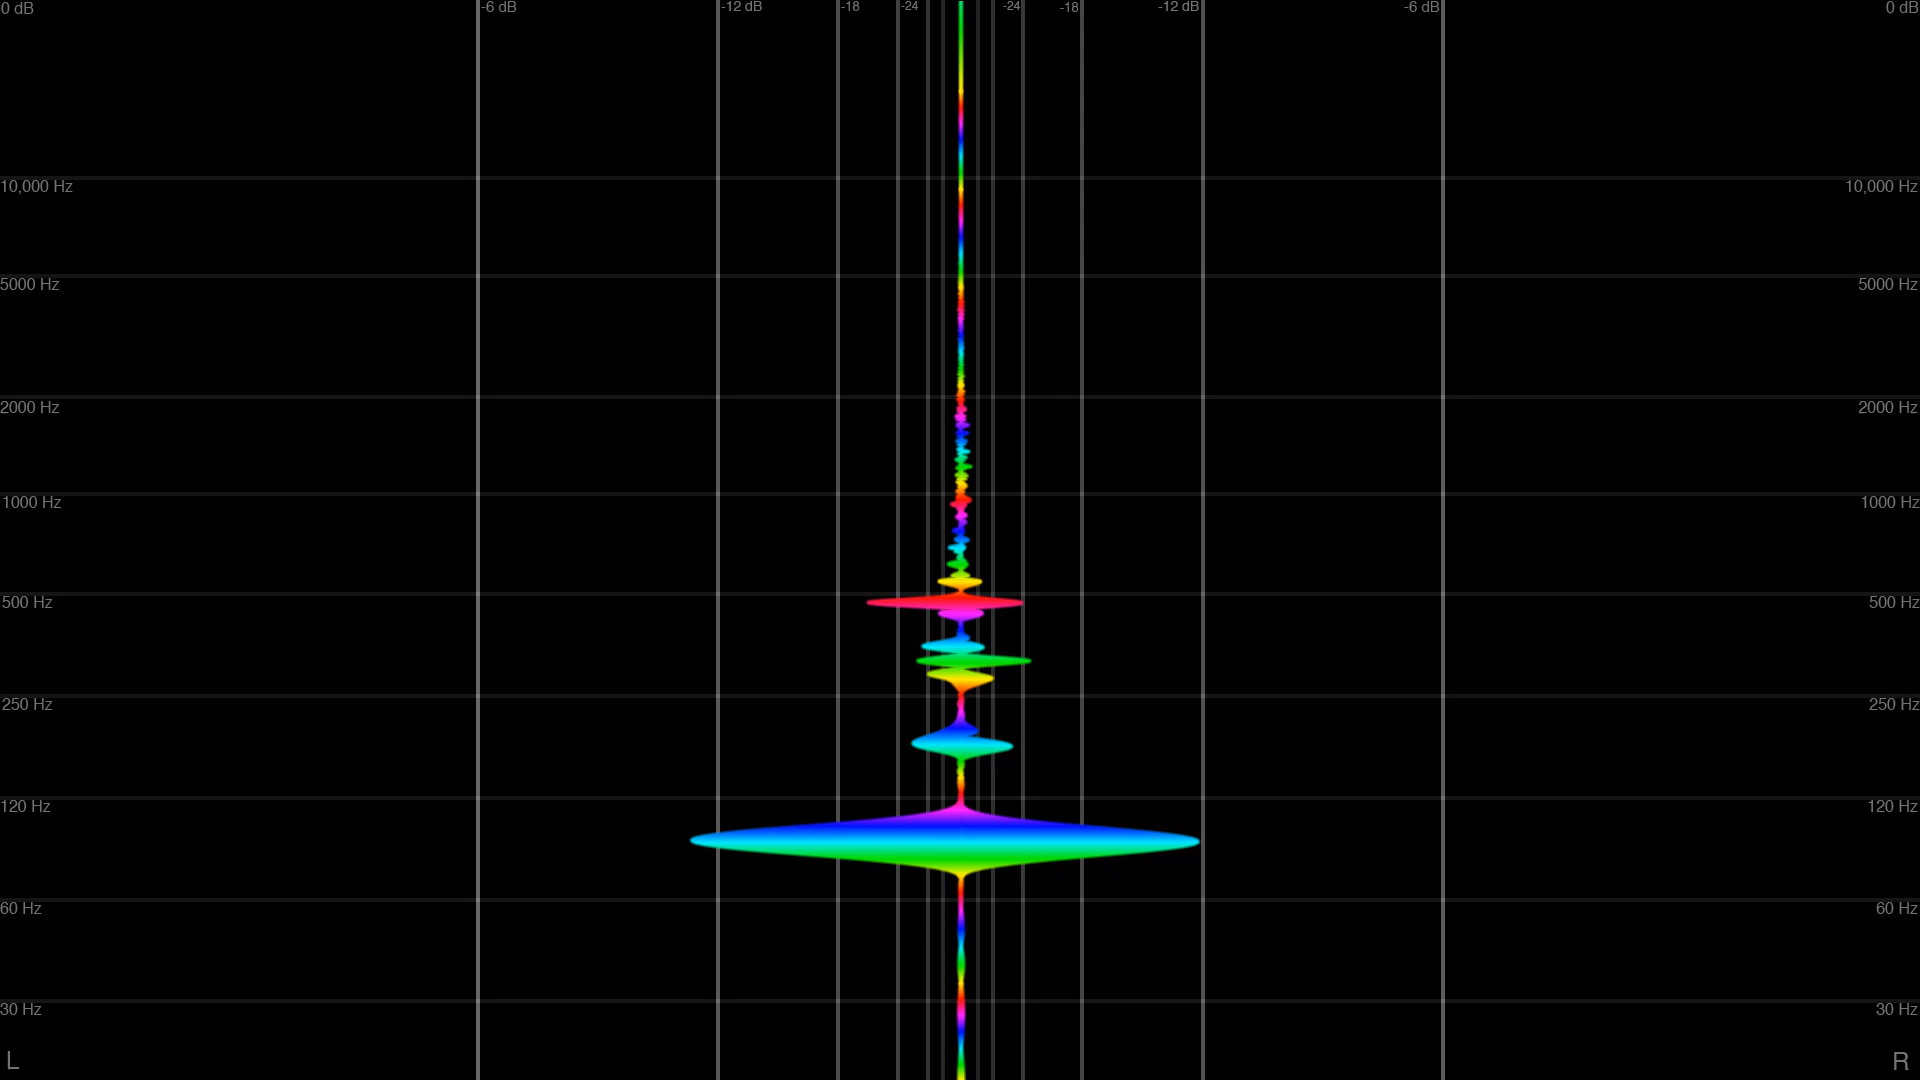 0 dB -6 dB -12 dB -18 -24 -24 -18 -12 dB -6 dB 0 dB
10,000 Hz 10,000 Hz
5000 Hz 5000 Hz
2000 Hz 2000 Hz
1000 Hz 1000 Hz
500 Hz 500 Hz
250 Hz 250 Hz
120 Hz 120 Hz
60 Hz 60 Hz
30 Hz 30 Hz
L R